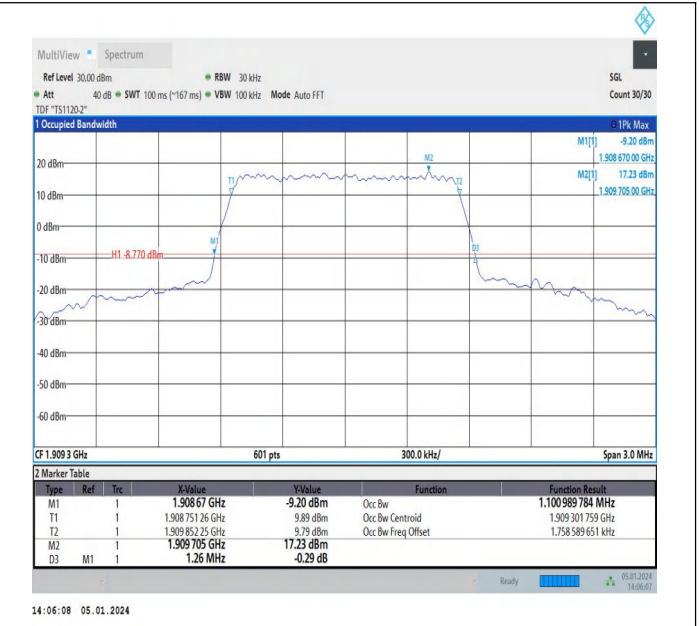 R S
MultiView Spectrum
Ref Level 30.00 dBm RBW 30 kHz SGL
Att 40 dB SWT 100 ms (~167 ms) VBW 100 kHz Mode Auto FFT Count 30/30
TDF "TS1120-2"
1 Occupied Bandwidth 1Pk Max
M1[1] -9.20 dBm
1.908 670 00 GHz
M2[1] 17.23 dBm
1.909 705 00 GHz
M2
20 dBm
T1 T2
10 dBm
0 dBm
M1
D3
H1 -8.770 dBm
-10 dBm
-20 dBm
-30 dBm
-40 dBm
-50 dBm
-60 dBm
CF 1.909 3 GHz 601 pts 300.0 kHz/ Span 3.0 MHz
2 Marker Table
Type Ref Trc X-Value Y-Value Function Function Result
M1 1 1.908 67 GHz -9.20 dBm Occ Bw 1.100 989 784 MHz
T1 1 1.908 751 26 GHz 9.89 dBm Occ Bw Centroid 1.909 301 759 GHz
T2 1 1.909 852 25 GHz 9.79 dBm Occ Bw Freq Offset 1.758 589 651 kHz
M2 1 1.909 705 GHz 17.23 dBm
D3 M1 1 1.26 MHz -0.29 dB
Ready 05.01.2024
14:06:07
14:06:08 05.01.2024